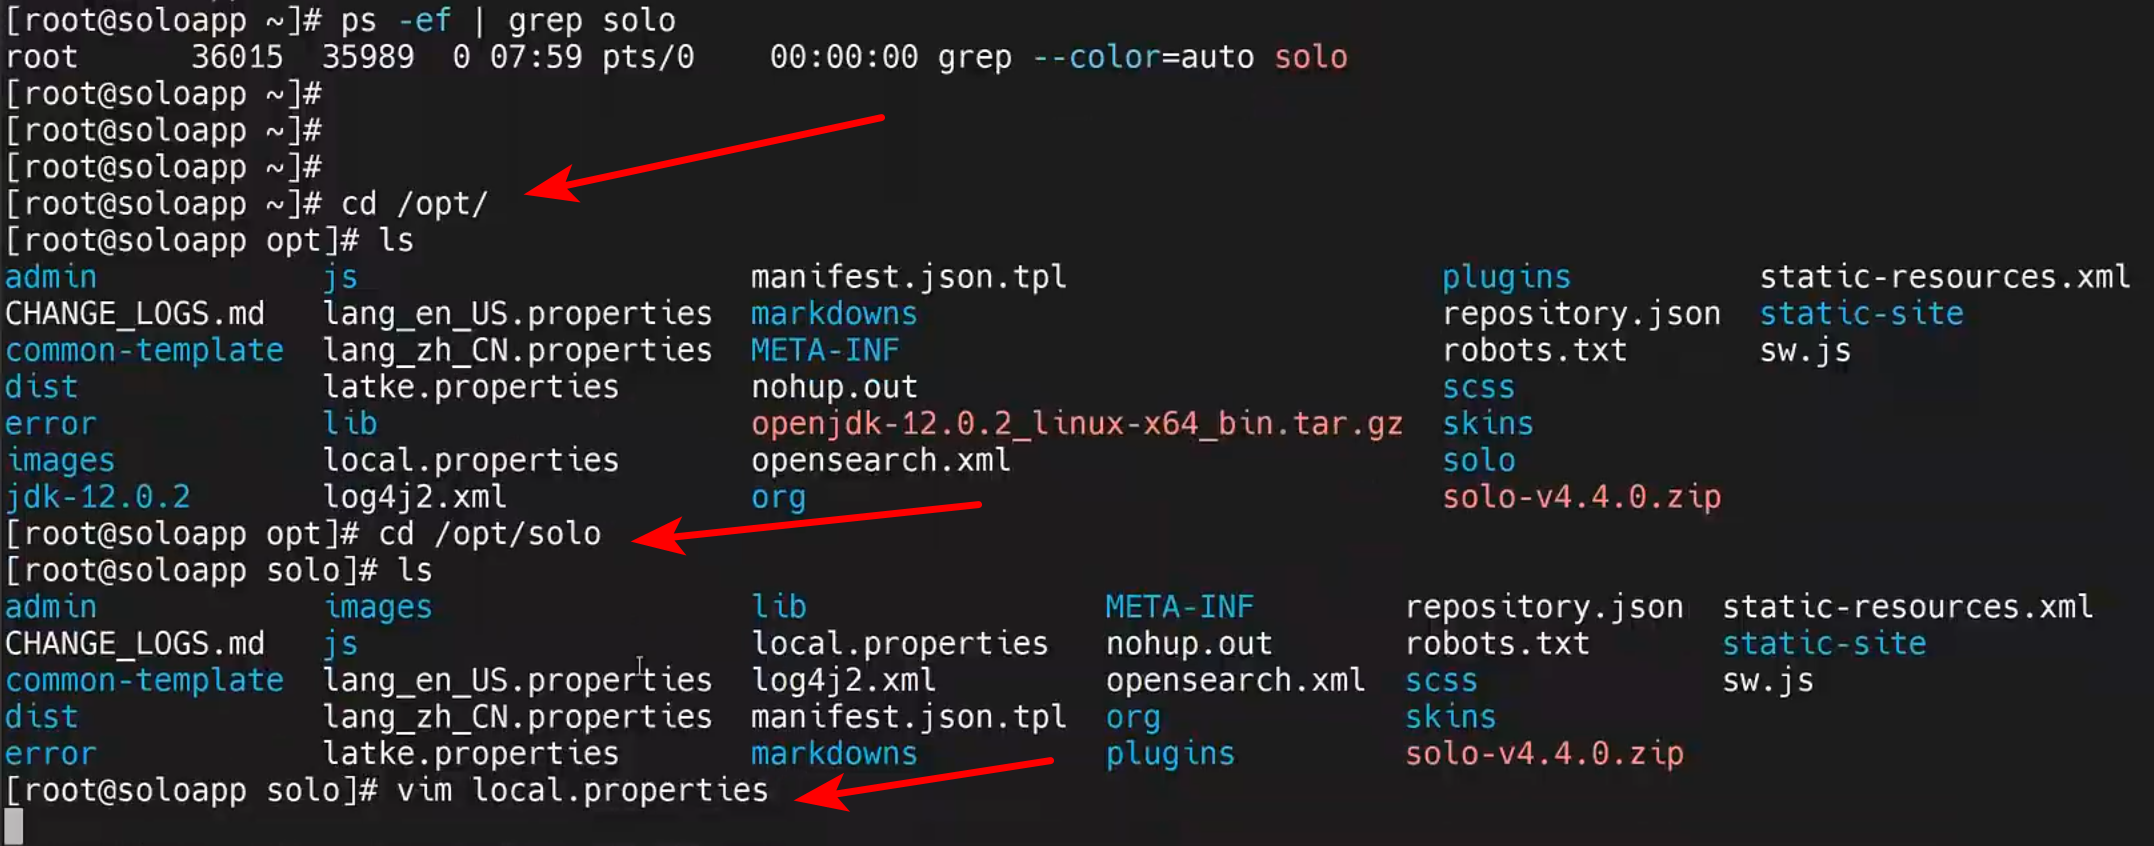 [root@soloapp ~]# ps -ef | grep solo
root      36015  35989  0 07:59 pts/0    00:00:00 grep --color=auto solo
[root@soloapp ~]#
[root@soloapp ~]#
[root@soloapp ~]#
[root@soloapp ~]# cd /opt/
[root@soloapp opt]# ls
admin            js                      manifest.json.tpl                    plugins          static-resources.xml
CHANGE_LOGS.md   lang_en_US.properties  markdowns                            repository.json  static-site
common-template  lang_zh_CN.properties  META-INF                             robots.txt       sw.js
dist             latke.properties       nohup.out                            scss
error            lib                    openjdk-12.0.2_linux-x64_bin.tar.gz  skins
images           local.properties       opensearch.xml                       solo
jdk-12.0.2       log4j2.xml             org                                  solo-v4.4.0.zip
[root@soloapp opt]# cd /opt/solo
[root@soloapp solo]# ls
admin            images                 lib                META-INF        repository.json  static-resources.xml
CHANGE_LOGS.md   js                     local.properties   nohup.out       robots.txt       static-site
common-template  lang_en_US.properties  log4j2.xml         opensearch.xml  scss             sw.js
dist             lang_zh_CN.properties  manifest.json.tpl  org             skins
error            latke.properties       markdowns          plugins         solo-v4.4.0.zip
[root@soloapp solo]# vim local.properties